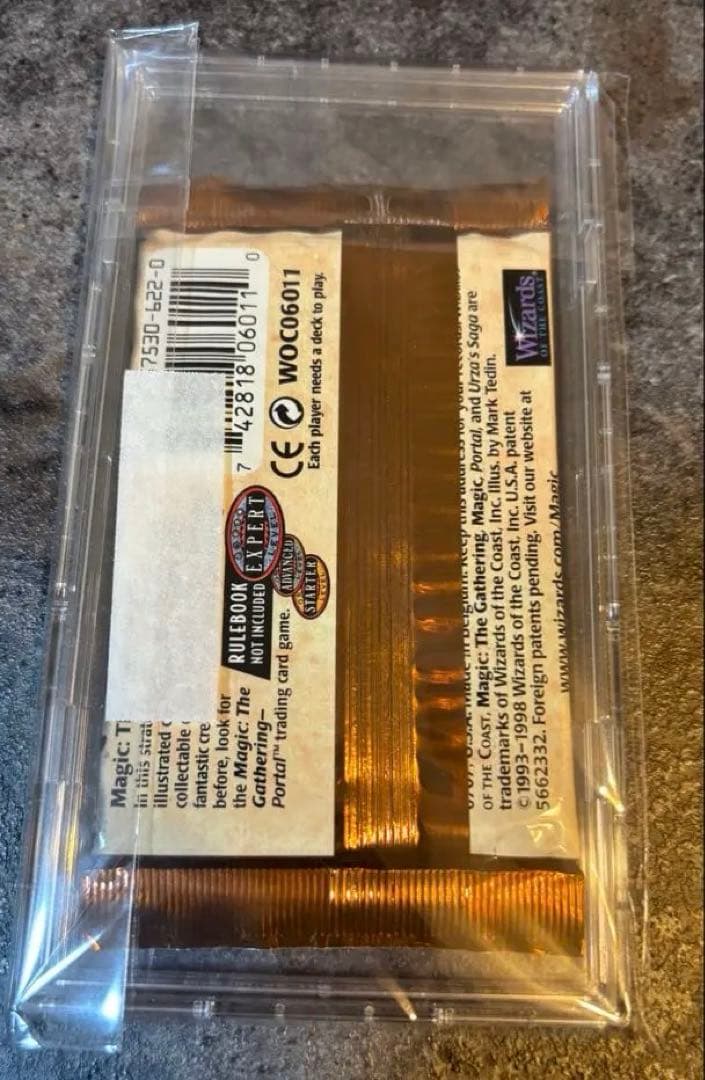 7530-622-0
7 42818 06011 0
CE WOC06011
Each player needs a deck to play.
EXPERT
LEVEL
ADVANCED
STARTER
LEVEL
RULEBOOK
NOT INCLUDED
Magic: T
in this strat
illustrated c
collectable c
fantastic cre
before, look for
the Magic: The
Gathering–
Portal™ trading card game.
Made in Belgium. Keep this address for your
OF THE COAST, Magic: The Gathering, Magic, Portal, and Urza's Saga are
trademarks of Wizards of the Coast, Inc. Illus. by Mark Tedin.
©1993–1998 Wizards of the Coast, Inc. U.S.A. patent
5662332. Foreign patents pending. Visit our website at
www.wizards.com/Magic
Wizards
OF THE COAST